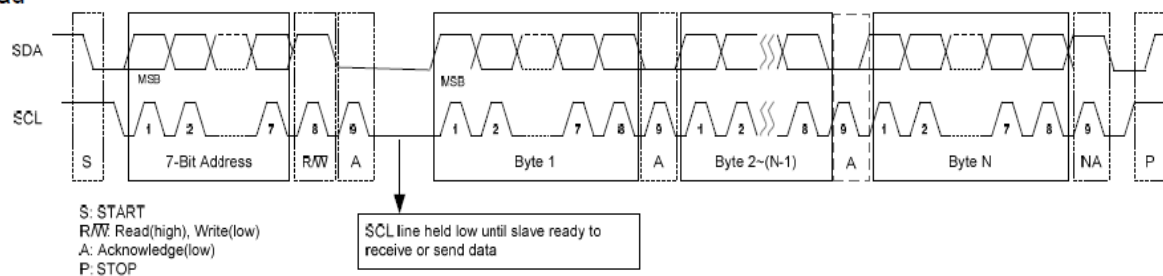 SDA
MSB
MSB
SCL
1 2 7 8 9 1 2 7 8 9 1 2 8 9 1 2 7 8 9
S 7-Bit Address R/W A Byte 1 A Byte 2~(N-1) A Byte N NA P
S: START
R/W: Read(high), Write(low)
A: Acknowledge(low)
P: STOP
SCL line held low until slave ready to
receive or send data